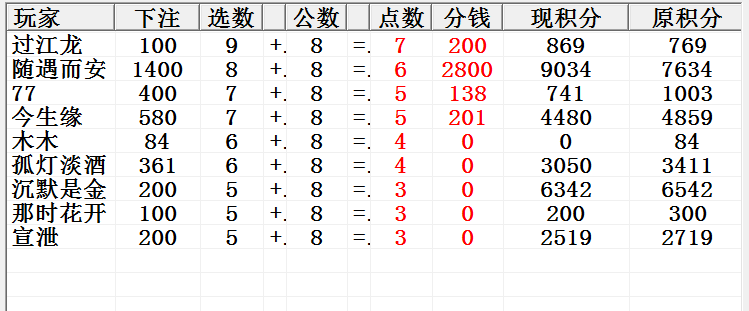 玩家 下注 选数 公数 点数 分钱 现积分 原积分
过江龙 100 9 +. 8 =. 7 200 869 769
随遇而安 1400 8 +. 8 =. 6 2800 9034 7634
77 400 7 +. 8 =. 5 138 741 1003
今生缘 580 7 +. 8 =. 5 201 4480 4859
木木 84 6 +. 8 =. 4 0 0 84
孤灯淡酒 361 6 +. 8 =. 4 0 3050 3411
沉默是金 200 5 +. 8 =. 3 0 6342 6542
那时花开 100 5 +. 8 =. 3 0 200 300
宣泄 200 5 +. 8 =. 3 0 2519 2719